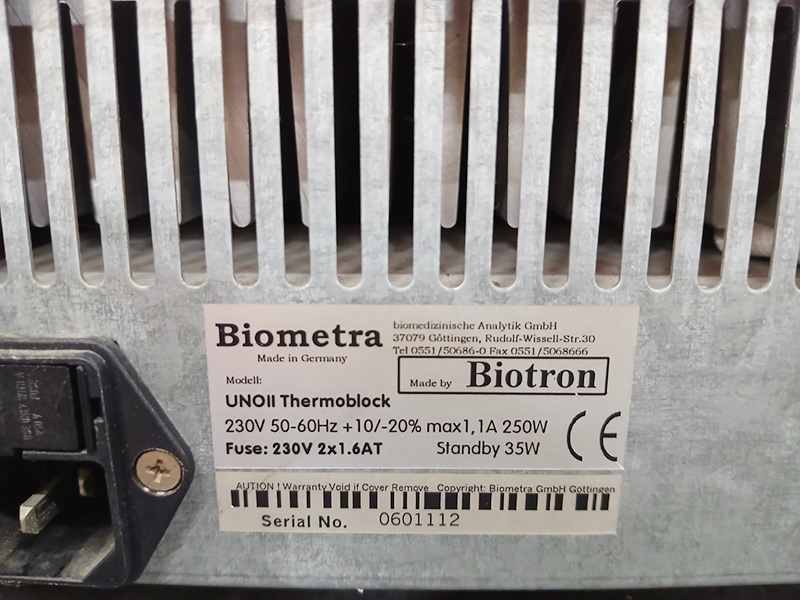 Biometra
Made in Germany
biomedizinische Analytik GmbH
37079 Göttingen, Rudolf-Wissell-Str.30
Tel 0551/50686-0 Fax 0551/5068666
Made by Biotron
Modell:
UNOII Thermoblock
230V 50-60Hz +10/-20% max1,1A 250W
Fuse: 230V 2x1.6AT
Standby 35W
CE
AUTION ! Warranty Void if Cover Remove Copyright: Biometra GmbH Göttingen
Serial No. 0601112